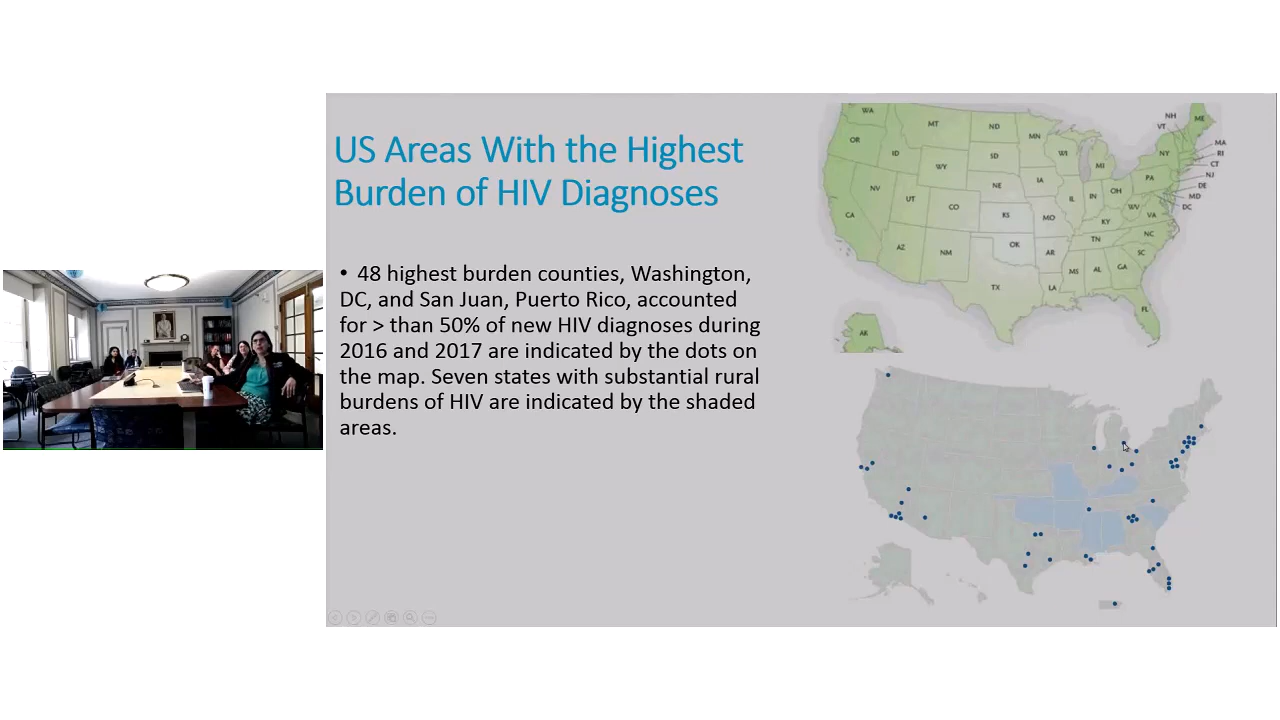 US Areas With the Highest
Burden of HIV Diagnoses
• 48 highest burden counties, Washington,
DC, and San Juan, Puerto Rico, accounted
for > than 50% of new HIV diagnoses during
2016 and 2017 are indicated by the dots on
the map. Seven states with substantial rural
burdens of HIV are indicated by the shaded
areas.
WA
MT
ND
MN
OR
ID
WY
SD
WI
MI
NY
NH
VT
ME
MA
RI
CT
NJ
DE
MD
DC
NV
UT
CO
NE
IA
IL
IN
OH
PA
WV
VA
CA
KS
MO
KY
AZ
NM
OK
AR
TN
NC
SC
TX
LA
MS
AL
GA
FL
AK